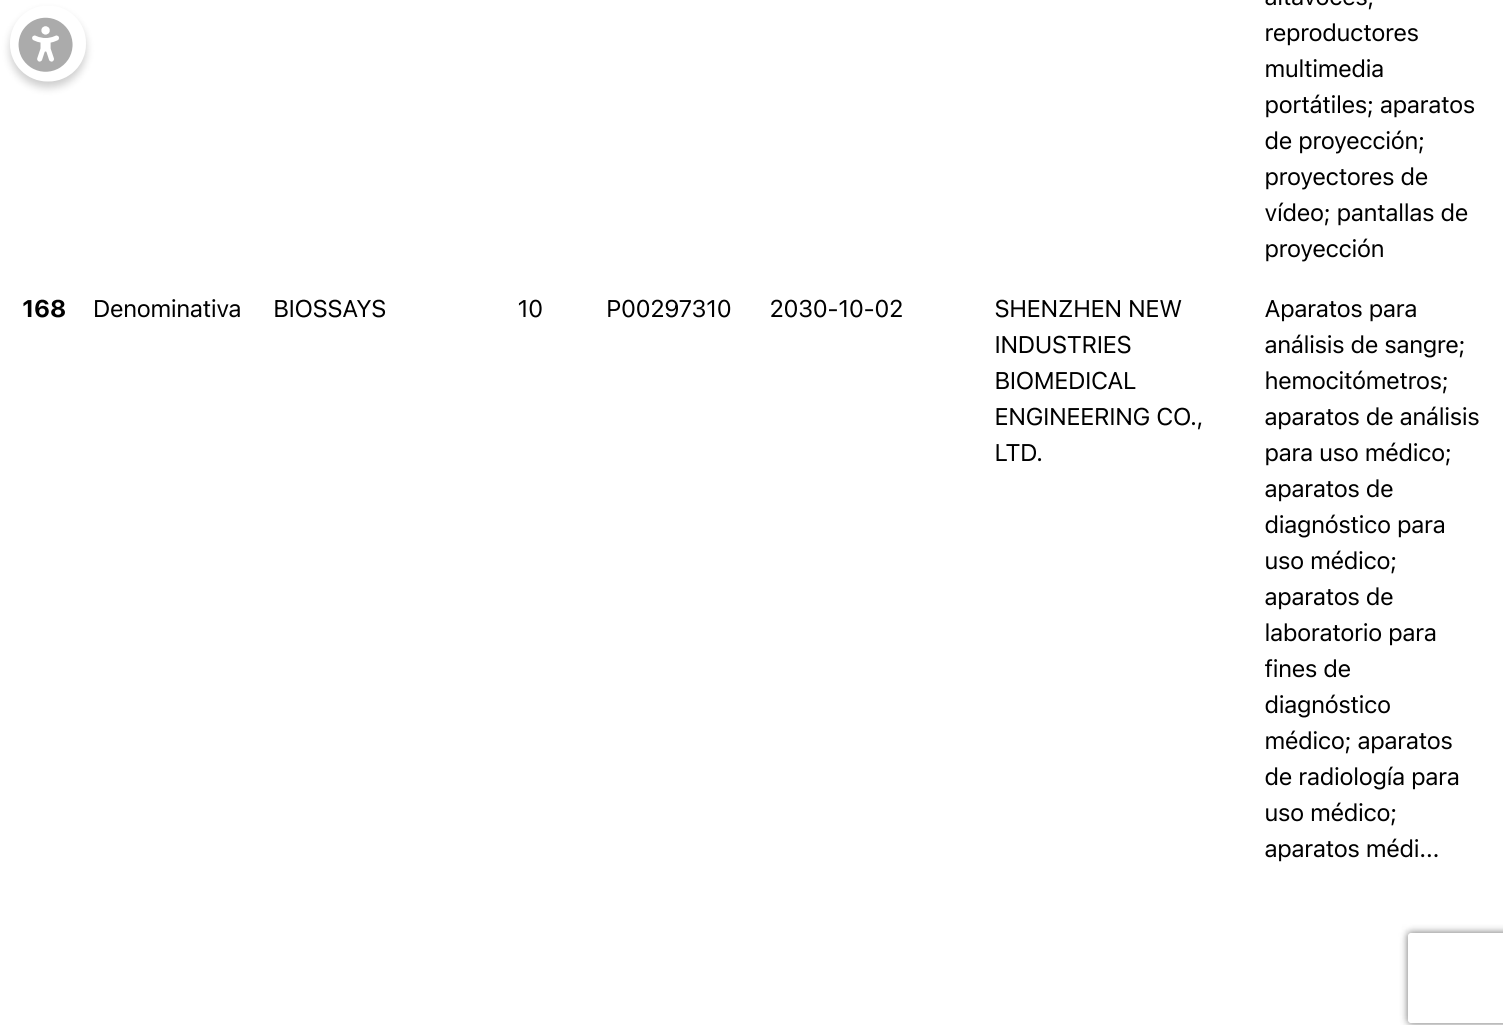 altavoces;
reproductores
multimedia
portátiles; aparatos
de proyección;
proyectores de
vídeo; pantallas de
proyección
168 Denominativa BIOSSAYS 10 P00297310 2030-10-02 SHENZHEN NEW Aparatos para
INDUSTRIES análisis de sangre;
BIOMEDICAL hemocitómetros;
ENGINEERING CO., aparatos de análisis
LTD. para uso médico;
aparatos de
diagnóstico para
uso médico;
aparatos de
laboratorio para
fines de
diagnóstico
médico; aparatos
de radiología para
uso médico;
aparatos médi...